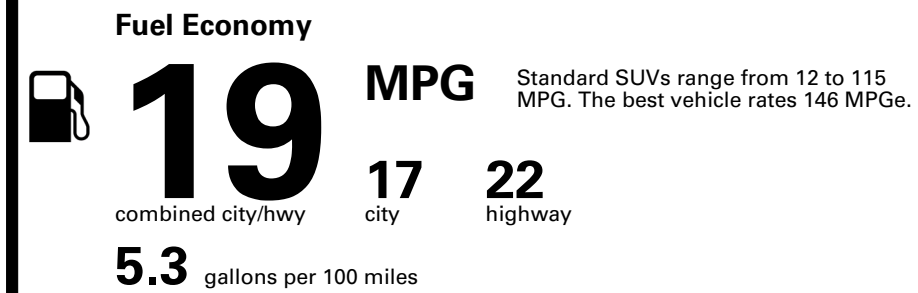 Fuel Economy
19 MPG
Standard SUVs range from 12 to 115
MPG. The best vehicle rates 146 MPGe.
17 22
combined city/hwy city highway
5.3 gallons per 100 miles